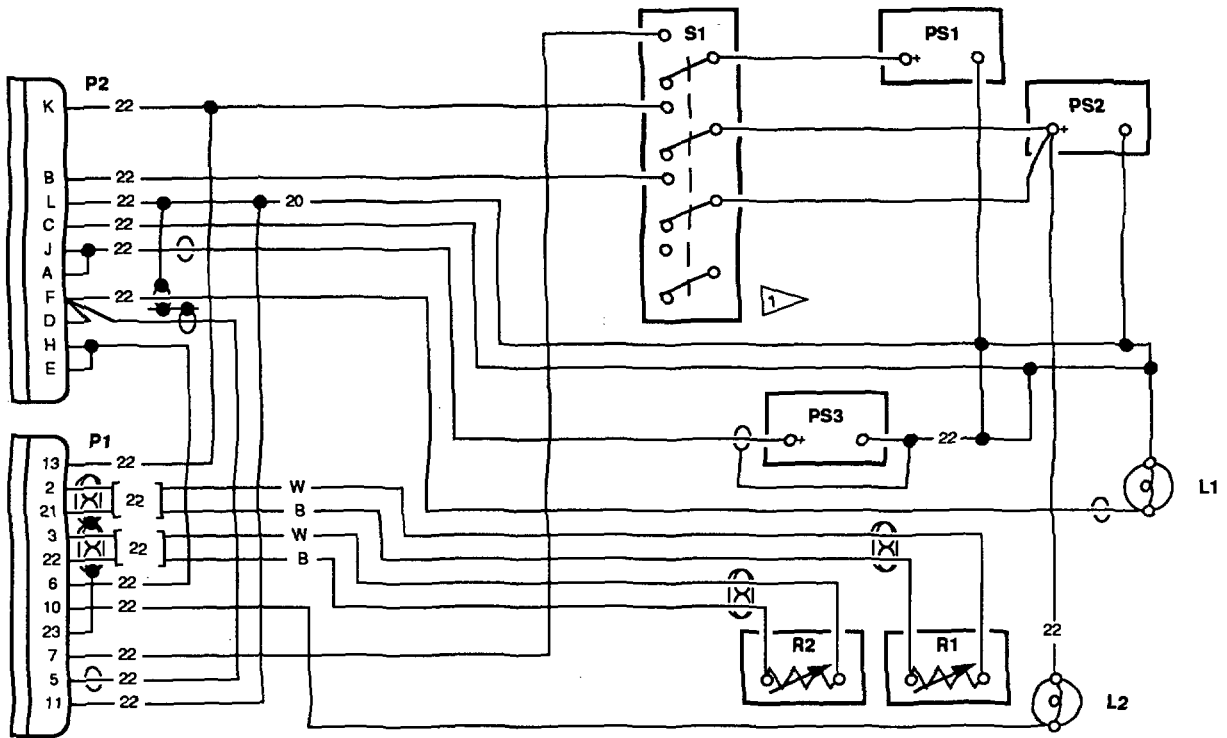 S1
PS1
+
P2
PS2
K 22
+
B 22
L 22 20
C 22
J 22
A
F 22
1
D
H
E
PS3
P1
+ 22
13 22
2 W
22
L1
21 B
3 W
22
22 B
6 22
10 22
23
22
7 22
R2 R1
5 22
11 22
L2